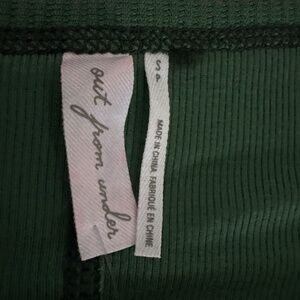 out from under
MADE IN CHINA FABRIQUÉ EN CHINE